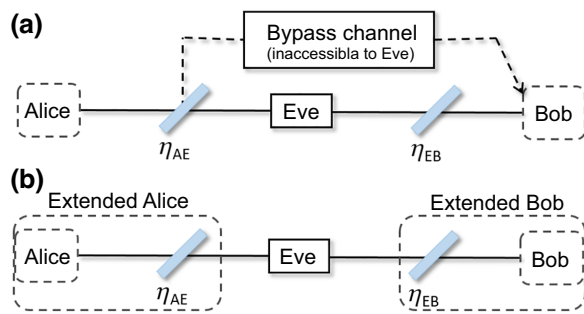 (a)
Bypass channel
(inaccessibla to Eve)
Alice
Eve
Bob
ηAE
ηEB
(b)
Extended Alice
Extended Bob
Alice
Eve
Bob
ηAE
ηEB